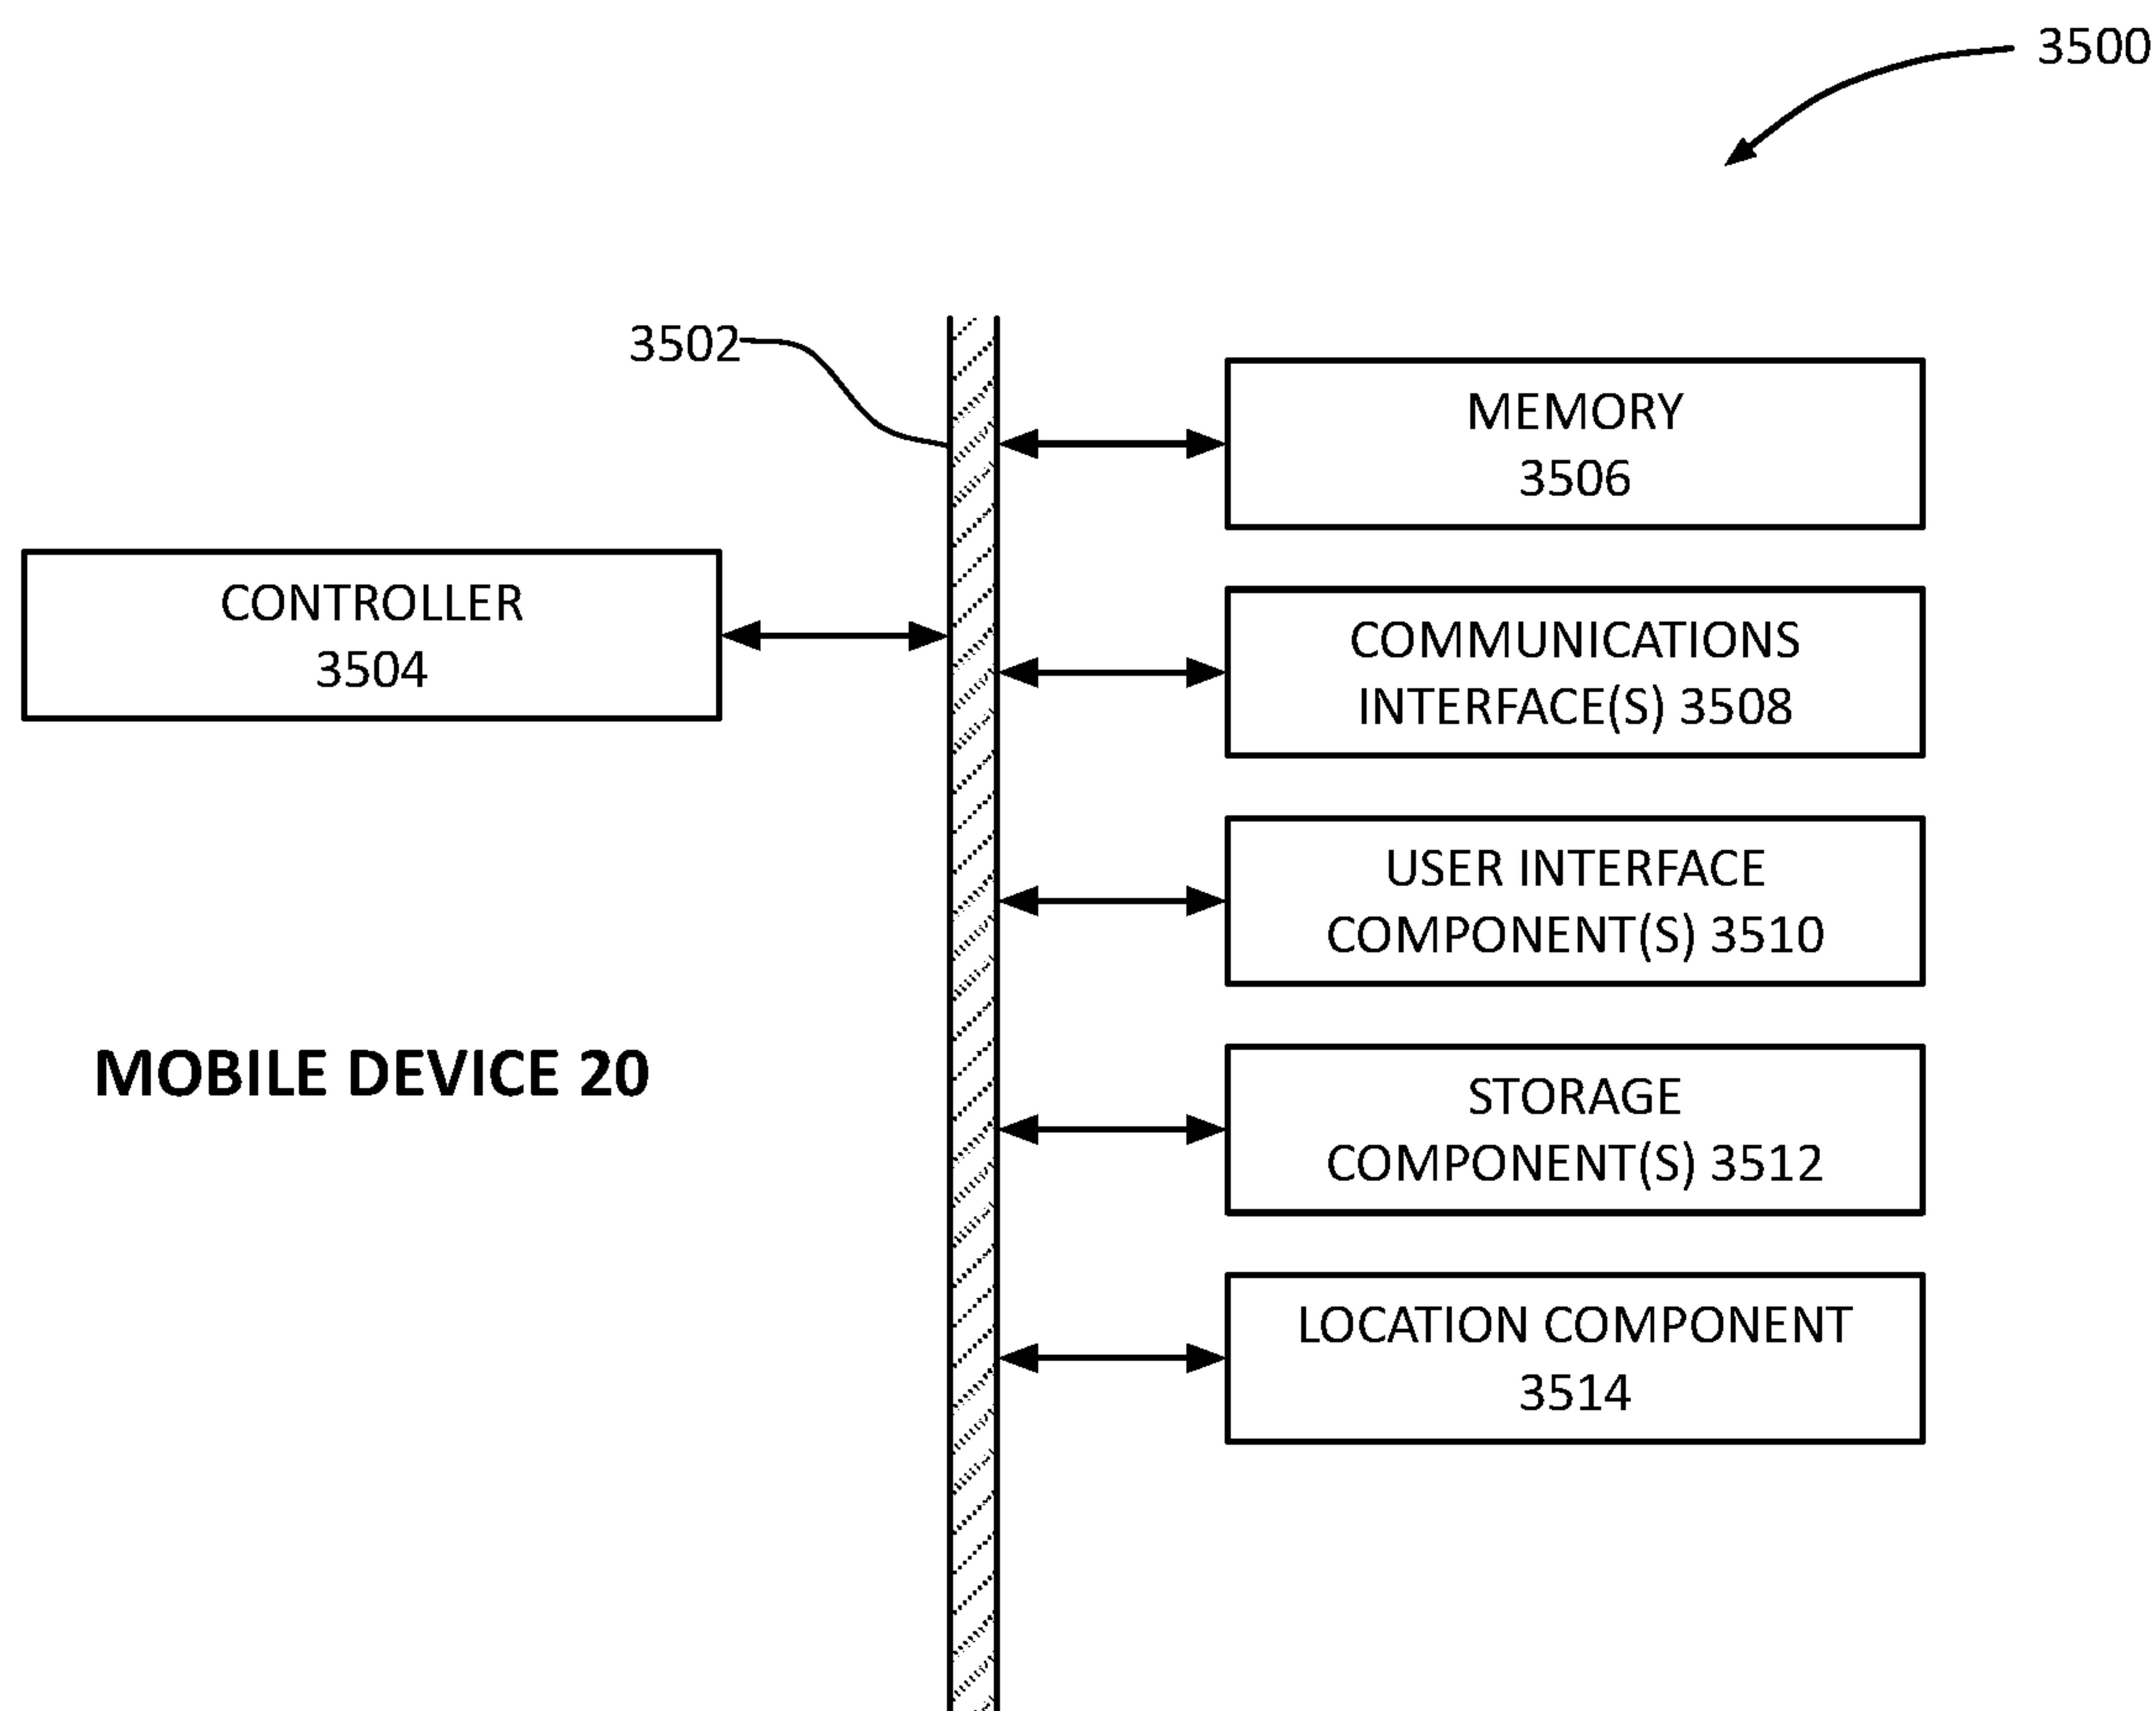 3500
3502
MEMORY
3506
CONTROLLER
3504
COMMUNICATIONS
INTERFACE(S) 3508
USER INTERFACE
COMPONENT(S) 3510
MOBILE DEVICE 20
STORAGE
COMPONENT(S) 3512
LOCATION COMPONENT
3514